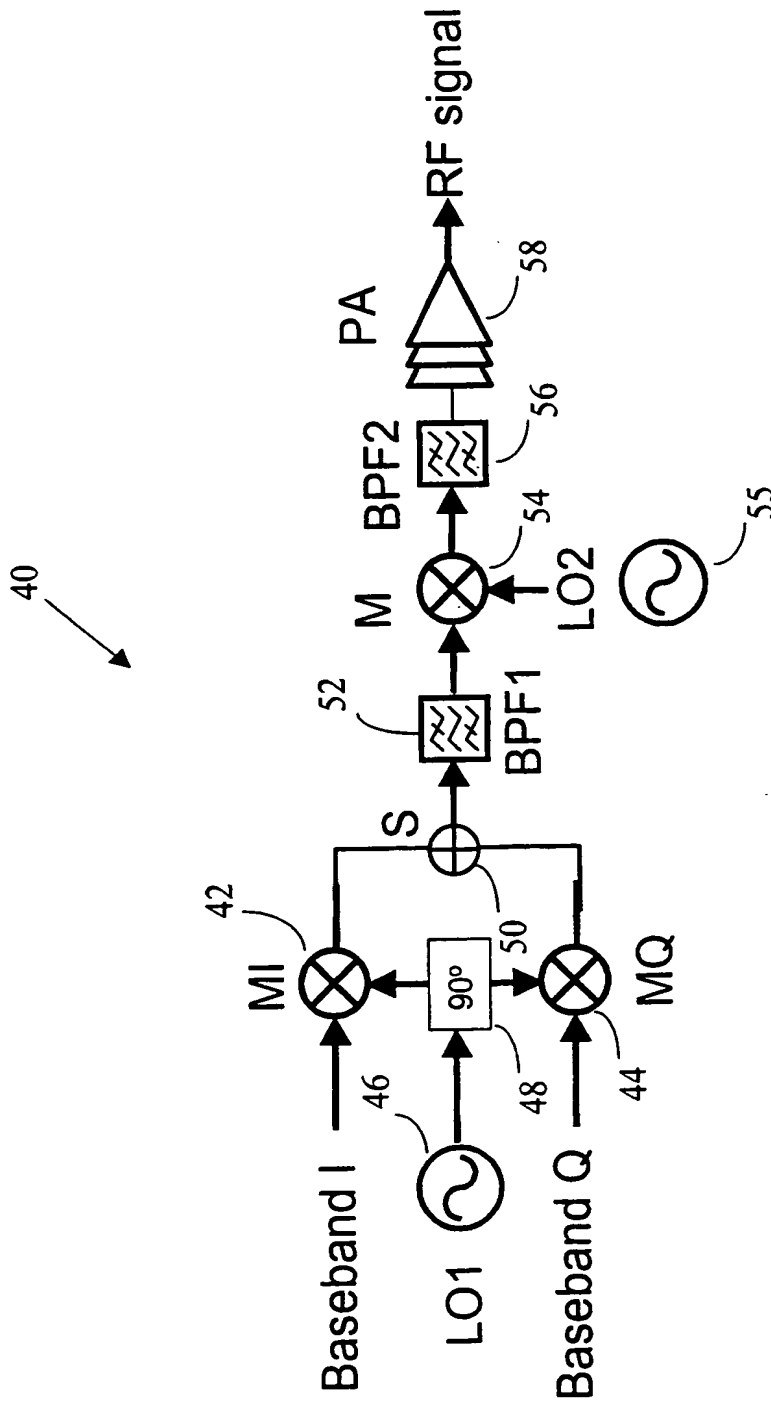 40
Baseband I
MI
42
LO1
46
90°
48
Baseband Q
MQ
44
S
50
52
BPF1
M
54
LO2
55
BPF2
56
PA
58
RF signal